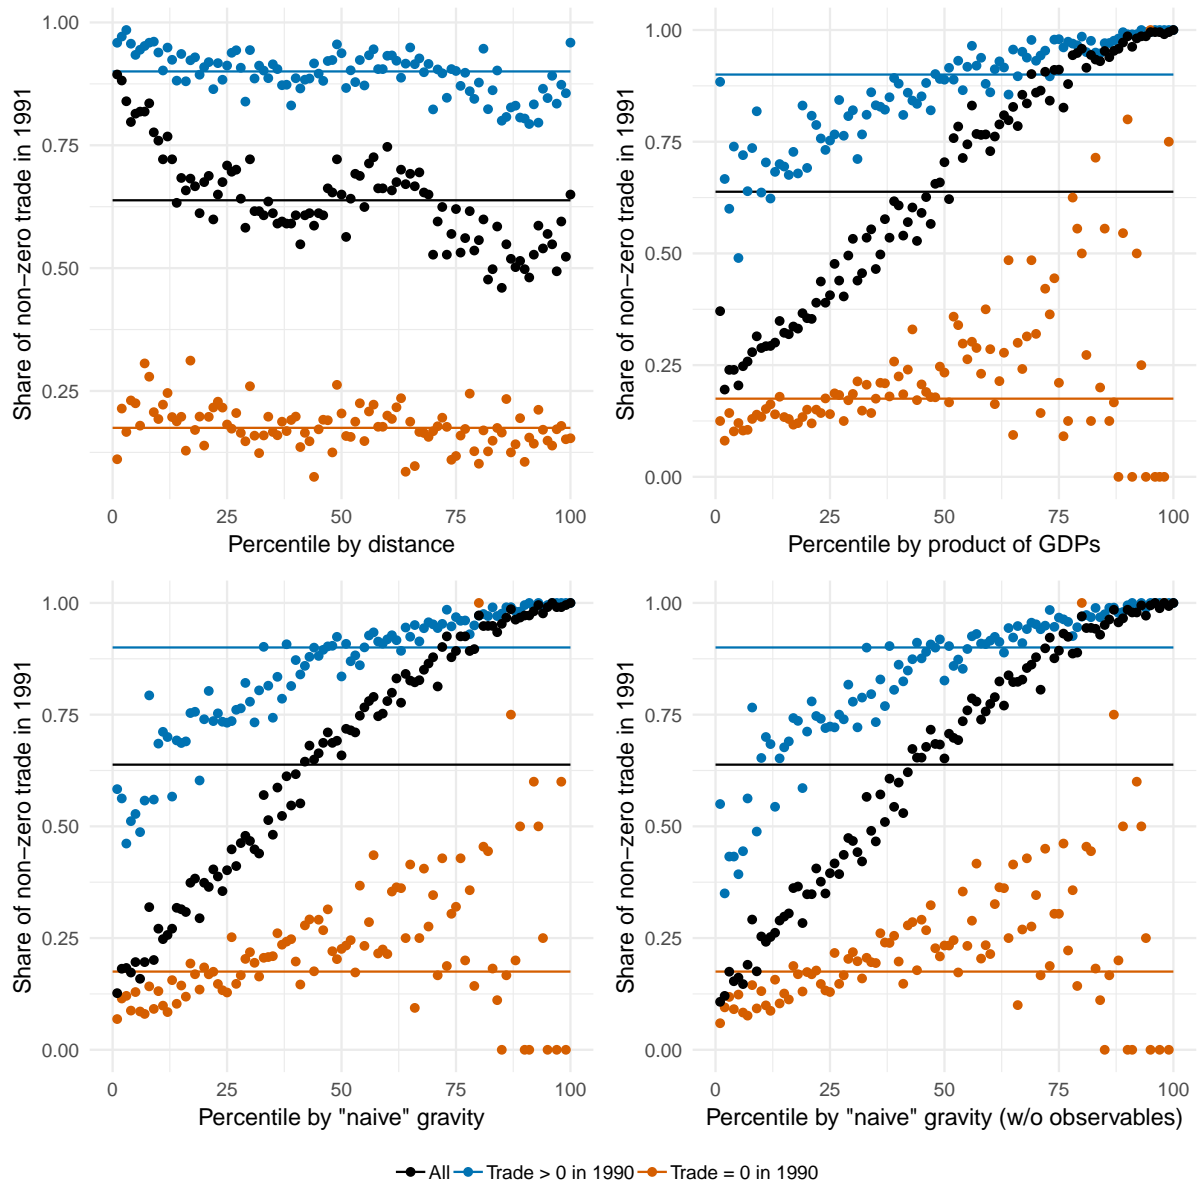 1.00
0.75
0.50
0.25
Share of non−zero trade in 1991
0 25 50 75 100
Percentile by distance
1.00
0.75
0.50
0.25
0.00
Share of non−zero trade in 1991
0 25 50 75 100
Percentile by product of GDPs
1.00
0.75
0.50
0.25
0.00
Share of non−zero trade in 1991
0 25 50 75 100
Percentile by "naive" gravity
1.00
0.75
0.50
0.25
0.00
Share of non−zero trade in 1991
0 25 50 75 100
Percentile by "naive" gravity (w/o observables)
All Trade > 0 in 1990 Trade = 0 in 1990